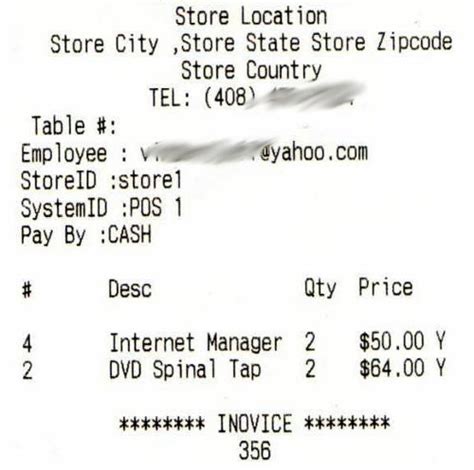 Store Location
Store City ,Store State Store Zipcode
Store Country
TEL: (408)
Table #:
Employee : @yahoo.com
StoreID :store1
SystemID :POS 1
Pay By :CASH
# Desc Qty Price
4 Internet Manager 2 $50.00 Y
2 DVD Spinal Tap 2 $64.00 Y
******** INOVICE ********
356